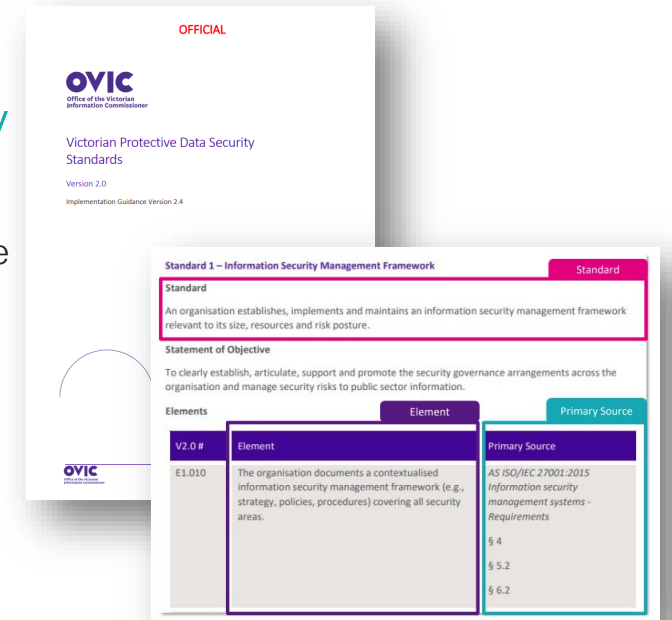 OFFICIAL
OVIC
Office of the Victorian
Information Commissioner
Victorian Protective Data Security
Standards
Version 2.0
Implementation Guidance Version 2.4
OVIC
Office of the Victorian
Information Commissioner
Standard 1 – Information Security Management Framework
Standard
Standard
An organisation establishes, implements and maintains an information security management framework
relevant to its size, resources and risk posture.
Statement of Objective
To clearly establish, articulate, support and promote the security governance arrangements across the
organisation and manage security risks to public sector information.
Elements
Element
Primary Source
V2.0 #
Element
Primary Source
E1.010
The organisation documents a contextualised
information security management framework (e.g.,
strategy, policies, procedures) covering all security
areas.
AS ISO/IEC 27001:2015
Information security
management systems -
Requirements
§ 4
§ 5.2
§ 6.2